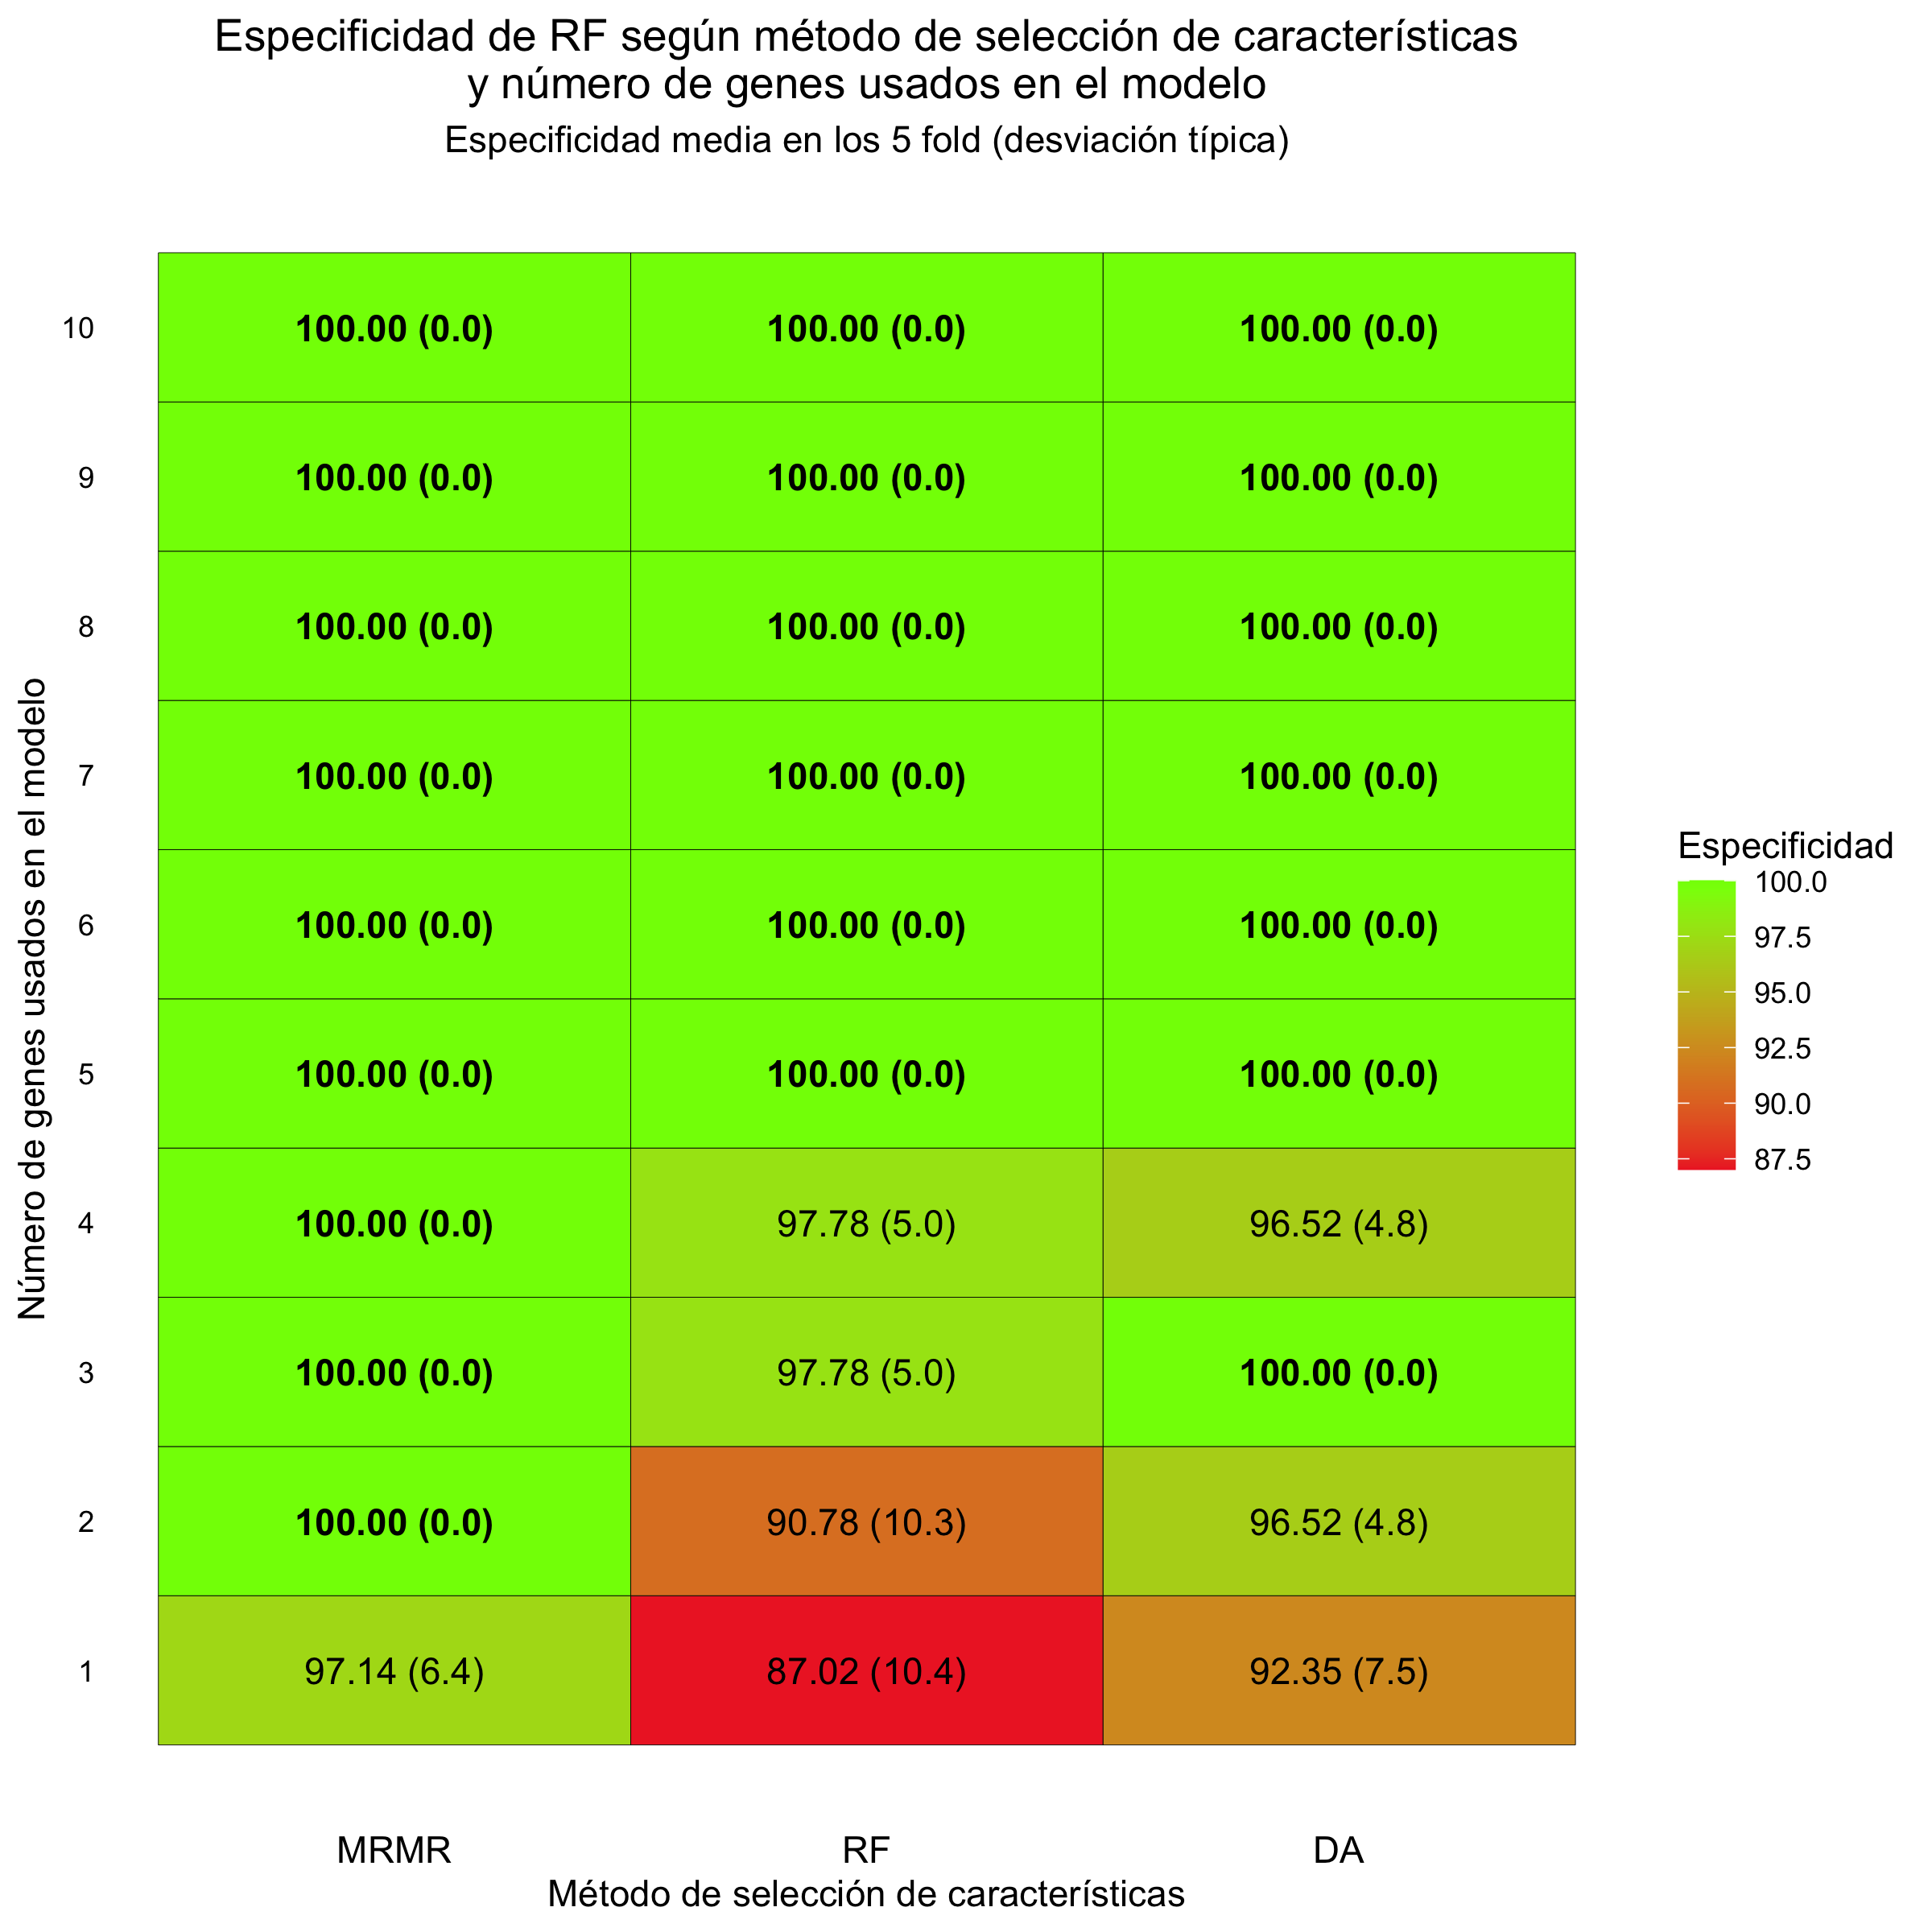 Especificidad de RF según método de selección de características
y número de genes usados en el modelo
Especificidad media en los 5 fold (desviación típica)
Número de genes usados en el modelo
10 100.00 (0.0) 100.00 (0.0) 100.00 (0.0)
9 100.00 (0.0) 100.00 (0.0) 100.00 (0.0)
8 100.00 (0.0) 100.00 (0.0) 100.00 (0.0)
7 100.00 (0.0) 100.00 (0.0) 100.00 (0.0)
6 100.00 (0.0) 100.00 (0.0) 100.00 (0.0)
5 100.00 (0.0) 100.00 (0.0) 100.00 (0.0)
4 100.00 (0.0) 97.78 (5.0) 96.52 (4.8)
3 100.00 (0.0) 97.78 (5.0) 100.00 (0.0)
2 100.00 (0.0) 90.78 (10.3) 96.52 (4.8)
1 97.14 (6.4) 87.02 (10.4) 92.35 (7.5)
MRMR RF DA
Método de selección de características
Especificidad
100.0
97.5
95.0
92.5
90.0
87.5